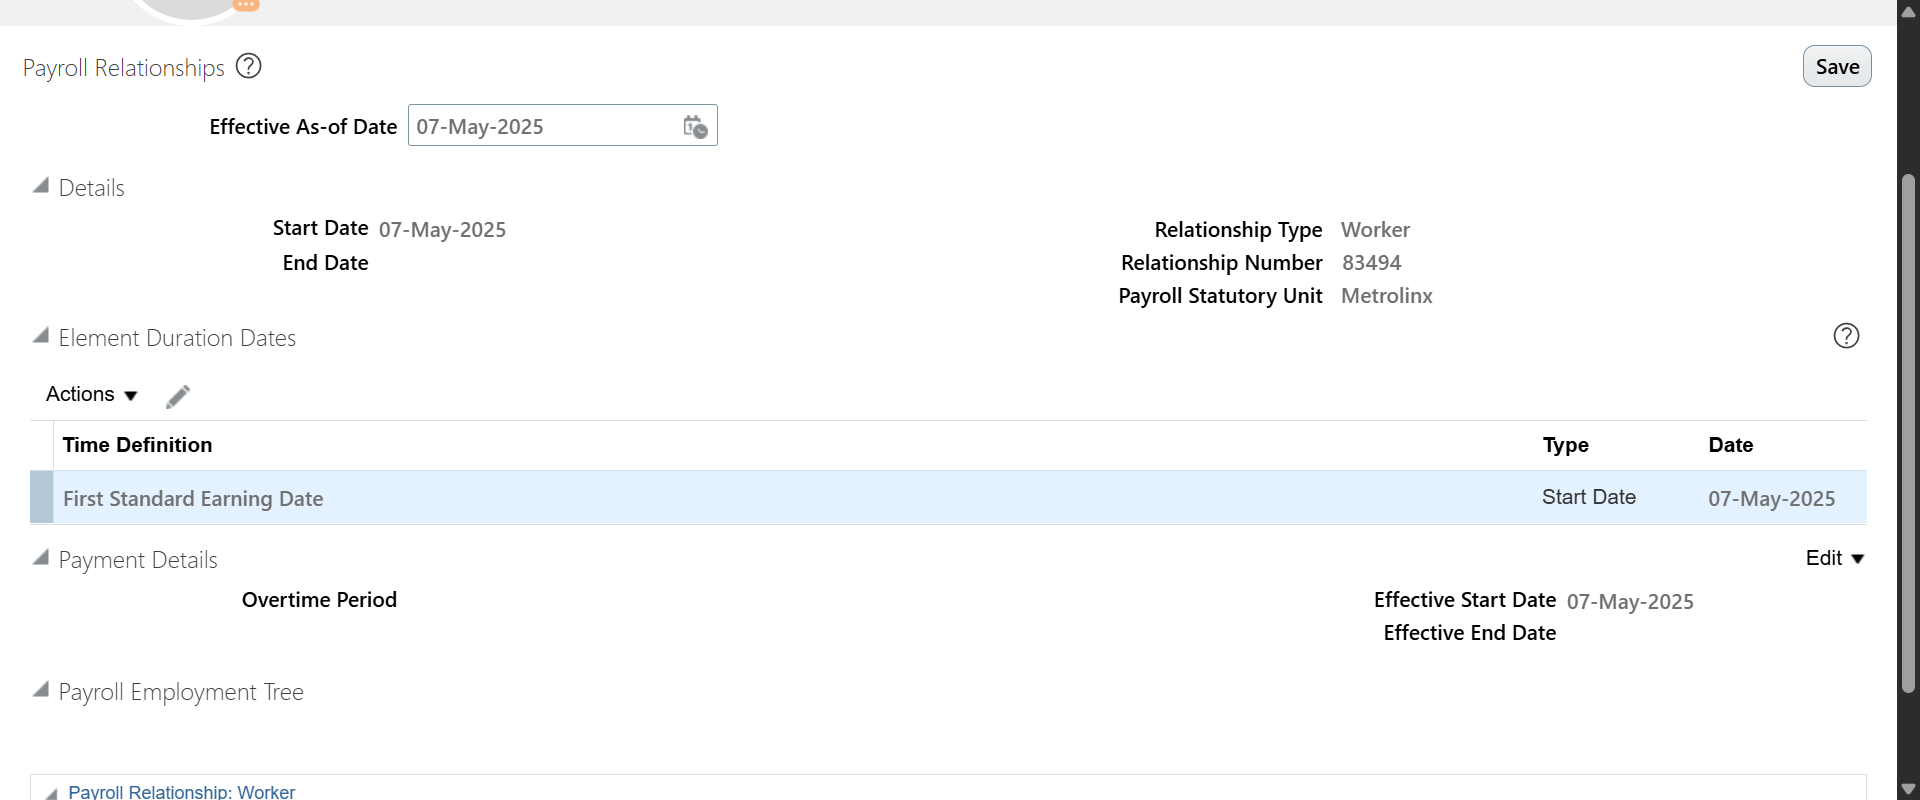 Payroll Relationships
Save
Effective As-of Date 07-May-2025
Details
Start Date 07-May-2025
End Date
Relationship Type Worker
Relationship Number 83494
Payroll Statutory Unit Metrolinx
Element Duration Dates
Actions
Time Definition Type Date
First Standard Earning Date Start Date 07-May-2025
Payment Details
Edit
Overtime Period
Effective Start Date 07-May-2025
Effective End Date
Payroll Employment Tree
Payroll Relationship: Worker